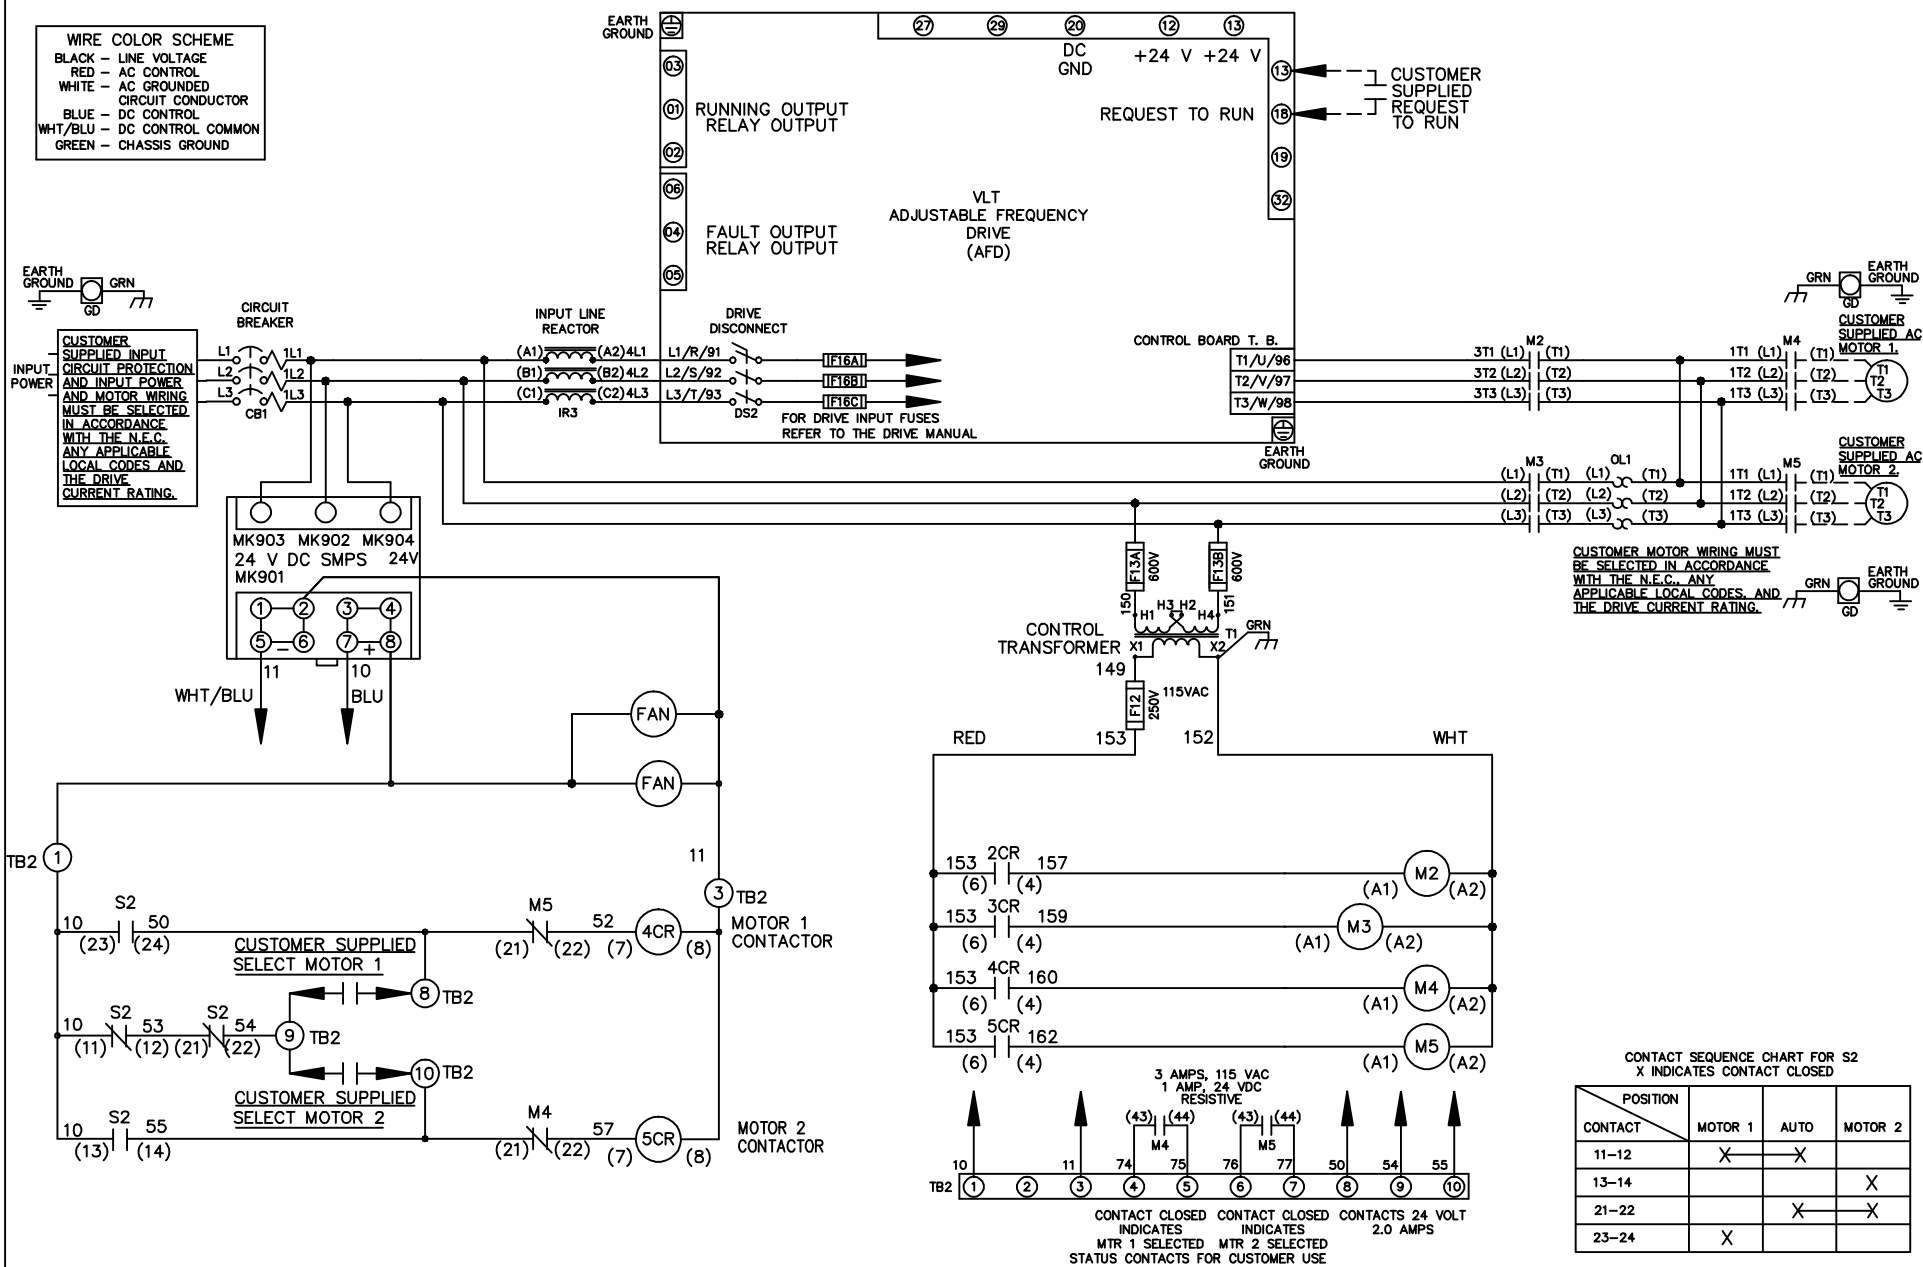 WIRE COLOR SCHEME
BLACK – LINE VOLTAGE
RED – AC CONTROL
WHITE – AC GROUNDED
CIRCUIT CONDUCTOR
BLUE – DC CONTROL
WHT/BLU – DC CONTROL COMMON
GREEN – CHASSIS GROUND
EARTH
GROUND
27 29 20 12 13
DC
GND
+24 V +24 V
03
01
02
RUNNING OUTPUT
RELAY OUTPUT
06
04
05
FAULT OUTPUT
RELAY OUTPUT
REQUEST TO RUN
13
18
19
32
CUSTOMER
SUPPLIED
REQUEST
TO RUN
VLT
ADJUSTABLE FREQUENCY
DRIVE
(AFD)
EARTH
GROUND
GRN
GD
CUSTOMER
SUPPLIED INPUT
CIRCUIT PROTECTION
AND INPUT POWER
AND MOTOR WIRING
MUST BE SELECTED
IN ACCORDANCE
WITH THE N.E.C.
ANY APPLICABLE
LOCAL CODES AND
THE DRIVE
CURRENT RATING.
INPUT
POWER
CIRCUIT
BREAKER
L1 1L1
L2 1L2
L3 1L3
CB1
INPUT LINE
REACTOR
(A1) (A2) 4L1
(B1) (B2) 4L2
(C1) (C2) 4L3
IR3
DRIVE
DISCONNECT
L1/R/91
L2/S/92
L3/T/93
DS2
F16A
F16B
F16C
FOR DRIVE INPUT FUSES
REFER TO THE DRIVE MANUAL
CONTROL BOARD T. B.
T1/U/96
T2/V/97
T3/W/98
EARTH
GROUND
M2
3T1 (L1) (T1)
3T2 (L2) (T2)
3T3 (L3) (T3)
M4
1T1 (L1) (T1)
1T2 (L2) (T2)
1T3 (L3) (T3)
T1
T2
T3
GRN
GD
EARTH
GROUND
CUSTOMER
SUPPLIED AC
MOTOR 1.
M3
(L1) (T1)
(L2) (T2)
(L3) (T3)
OL1
(L1) (T1)
(L2) (T2)
(L3) (T3)
M5
1T1 (L1) (T1)
1T2 (L2) (T2)
1T3 (L3) (T3)
T1
T2
T3
CUSTOMER
SUPPLIED AC
MOTOR 2.
CUSTOMER MOTOR WIRING MUST
BE SELECTED IN ACCORDANCE
WITH THE N.E.C., ANY
APPLICABLE LOCAL CODES, AND
THE DRIVE CURRENT RATING.
GRN
GD
EARTH
GROUND
MK903 MK902 MK904
24 V DC SMPS 24V
MK901
1 2 3 4
5 – 6 7 + 8
11 10
WHT/BLU BLU
FAN
FAN
F13A 600V
F13B 600V
150 151
H1 H3 H2 H4
CONTROL
TRANSFORMER
X1 X2 T1 GRN
149
F12 250V
115VAC
RED 153 152 WHT
TB2 1
11
3 TB2
10 S2 50
(23) (24)
M5 52
(21) (22) (7) 4CR (8)
MOTOR 1
CONTACTOR
CUSTOMER SUPPLIED
SELECT MOTOR 1
8 TB2
10 S2 53 S2 54
(11) (12) (21) (22)
9 TB2
10 TB2
CUSTOMER SUPPLIED
SELECT MOTOR 2
10 S2 55
(13) (14)
M4 57
(21) (22) (7) 5CR (8)
MOTOR 2
CONTACTOR
153 2CR 157
(6) (4)
(A1) M2 (A2)
153 3CR 159
(6) (4)
(A1) M3 (A2)
153 4CR 160
(6) (4)
(A1) M4 (A2)
153 5CR 162
(6) (4)
(A1) M5 (A2)
3 AMPS, 115 VAC
1 AMP, 24 VDC
RESISTIVE
(43) (44) (43) (44)
M4 M5
10 11 74 75 76 77 50 54 55
TB2 1 2 3 4 5 6 7 8 9 10
CONTACT CLOSED
INDICATES
MTR 1 SELECTED
CONTACT CLOSED
INDICATES
MTR 2 SELECTED
CONTACTS 24 VOLT
2.0 AMPS
STATUS CONTACTS FOR CUSTOMER USE
CONTACT SEQUENCE CHART FOR S2
X INDICATES CONTACT CLOSED
POSITION
CONTACT MOTOR 1 AUTO MOTOR 2
11–12 X X
13–14 X
21–22 X X
23–24 X